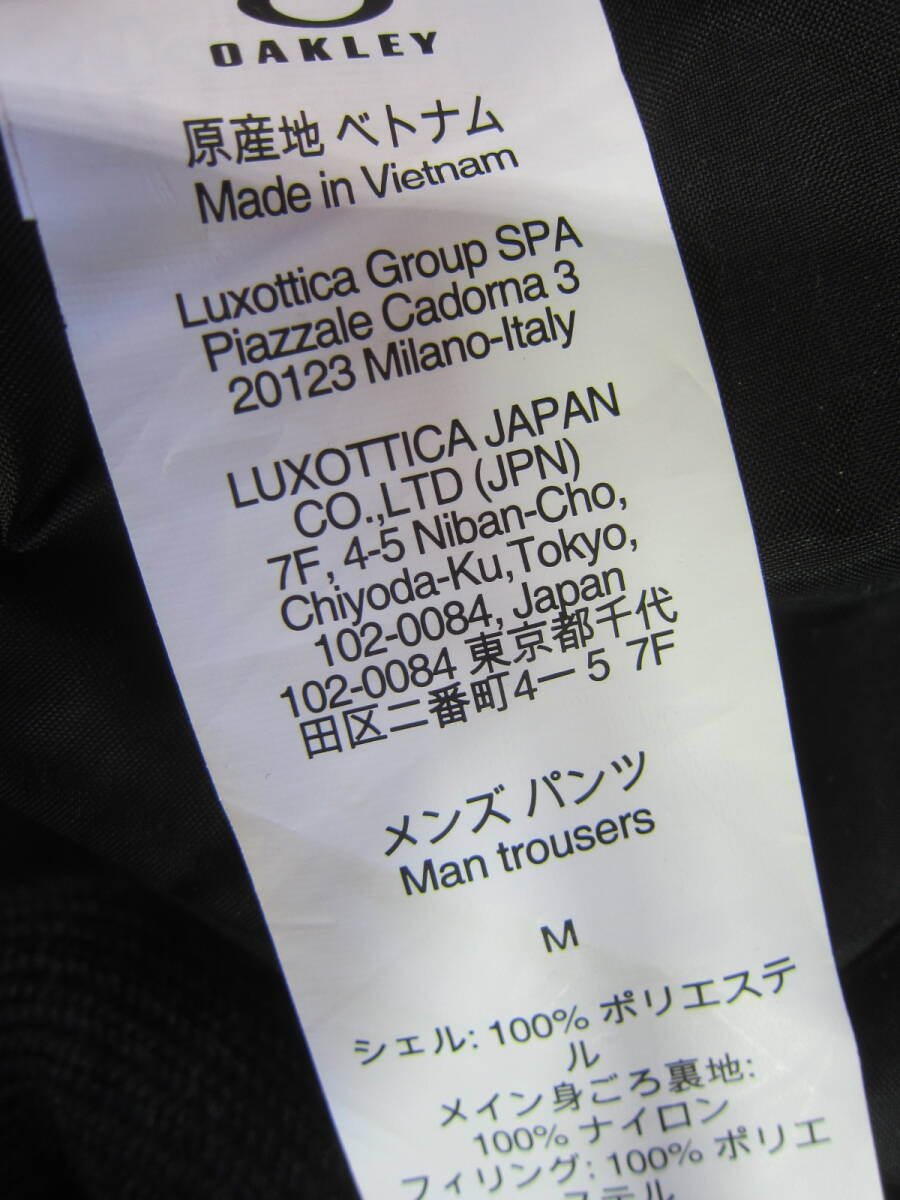 OAKLEY
原産地 ベトナム
Made in Vietnam
Luxottica Group SPA
Piazzale Cadorna 3
20123 Milano-Italy
LUXOTTICA JAPAN
CO.,LTD (JPN)
7F, 4-5 Niban-Cho,
Chiyoda-Ku,Tokyo,
102-0084, Japan
102-0084 東京都千代
田区二番町4ー5 7F
メンズ パンツ
Man trousers
M
シェル: 100% ポリエステ
ル
メイン身ごろ裏地:
100% ナイロン
フィリング: 100% ポリエ
ステル